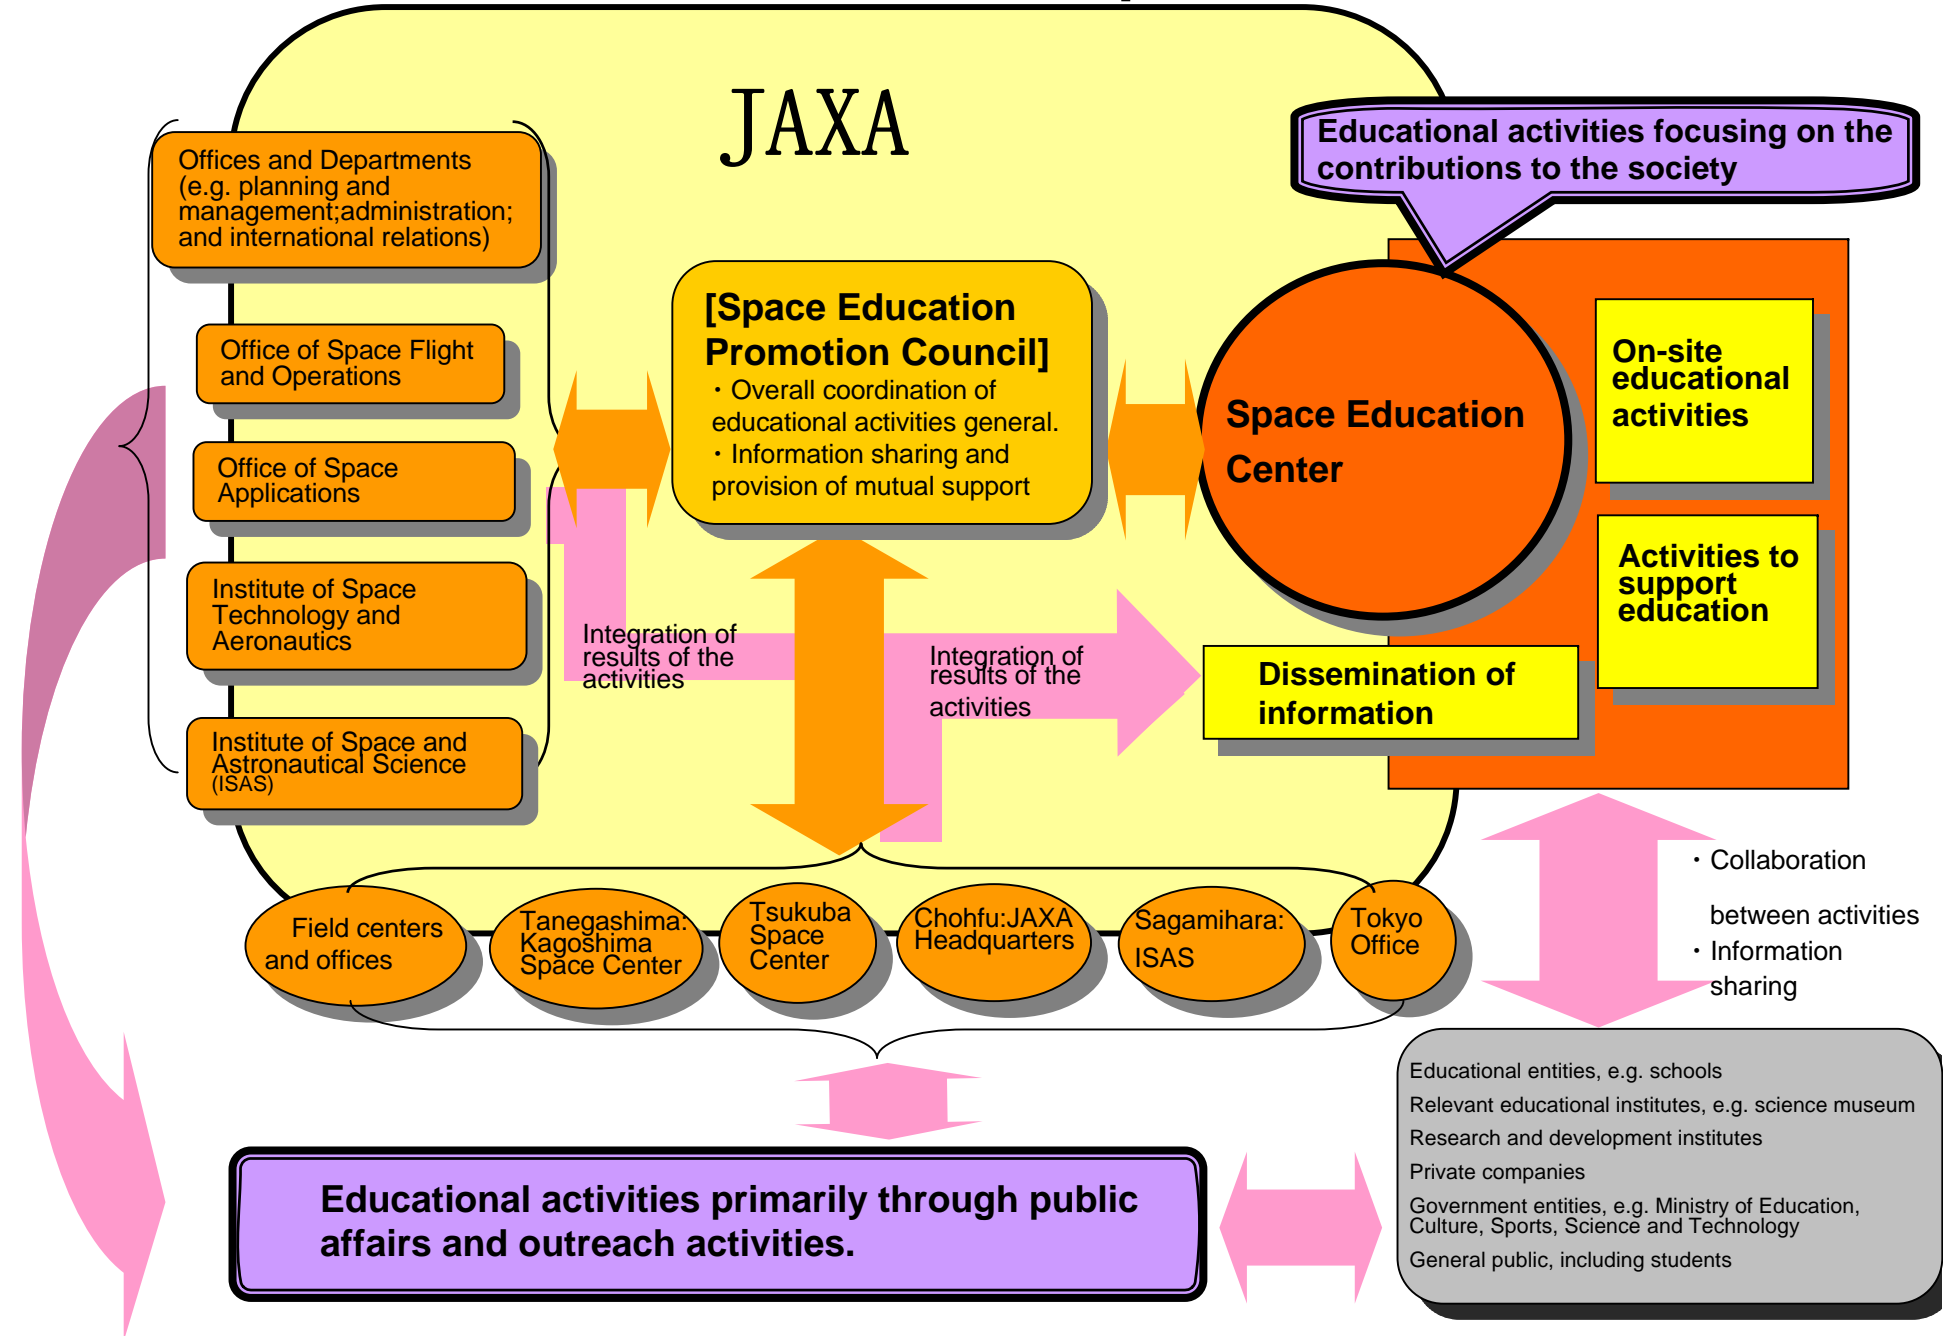 JAXA
Educational activities focusing on the
contributions to the society
Offices and Departments
(e.g. planning and
management;administration;
and international relations)
Office of Space Flight
and Operations
Office of Space
Applications
Institute of Space
Technology and
Aeronautics
Institute of Space and
Astronautical Science
(ISAS)
[Space Education
Promotion Council]
・Overall coordination of
educational activities general.
・Information sharing and
provision of mutual support
Space Education
Center
On-site
educational
activities
Activities to
support
education
Dissemination of
information
Integration of
results of the
activities
Integration of
results of the
activities
Field centers
and offices
Tanegashima:
Kagoshima
Space Center
Tsukuba
Space
Center
Chohfu:JAXA
Headquarters
Sagamihara:
ISAS
Tokyo
Office
・Collaboration
between activities
・Information
sharing
Educational activities primarily through public
affairs and outreach activities.
Educational entities, e.g. schools
Relevant educational institutes, e.g. science museum
Research and development institutes
Private companies
Government entities, e.g. Ministry of Education,
Culture, Sports, Science and Technology
General public, including students